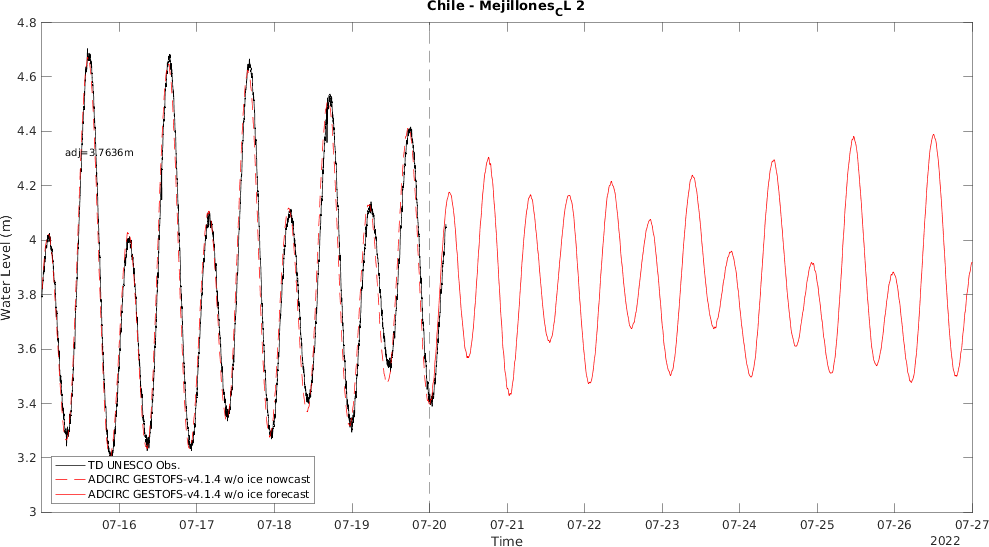 Chile - Mejillones_CL 2
4.8
4.6
4.4
4.2
4
3.8
3.6
3.4
3.2
3
Water Level (m)
adj=3.7636m
TD UNESCO Obs.
ADCIRC GESTOFS-v4.1.4 w/o ice nowcast
ADCIRC GESTOFS-v4.1.4 w/o ice forecast
07-16 07-17 07-18 07-19 07-20 07-21 07-22 07-23 07-24 07-25 07-26 07-27
Time
2022